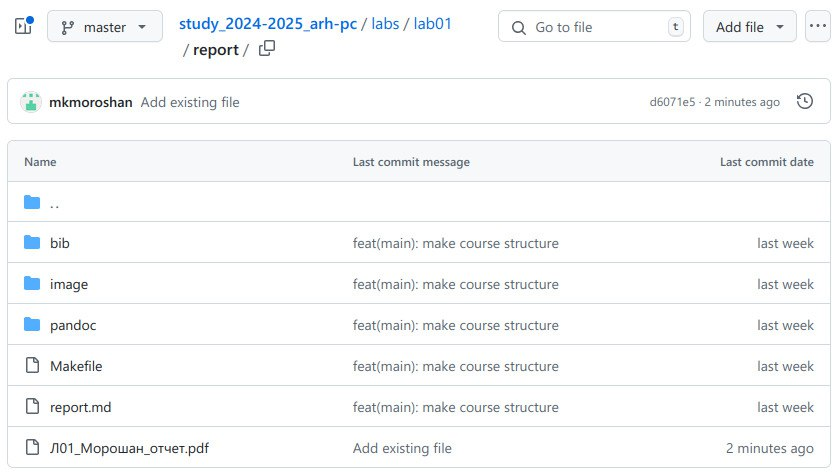 master study_2024-2025_arh-pc / labs / lab01 Go to file t Add file
/ report /
mkmoroshan Add existing file d6071e5 · 2 minutes ago
Name Last commit message Last commit date
..
bib feat(main): make course structure last week
image feat(main): make course structure last week
pandoc feat(main): make course structure last week
Makefile feat(main): make course structure last week
report.md feat(main): make course structure last week
Л01_Морошан_отчет.pdf Add existing file 2 minutes ago